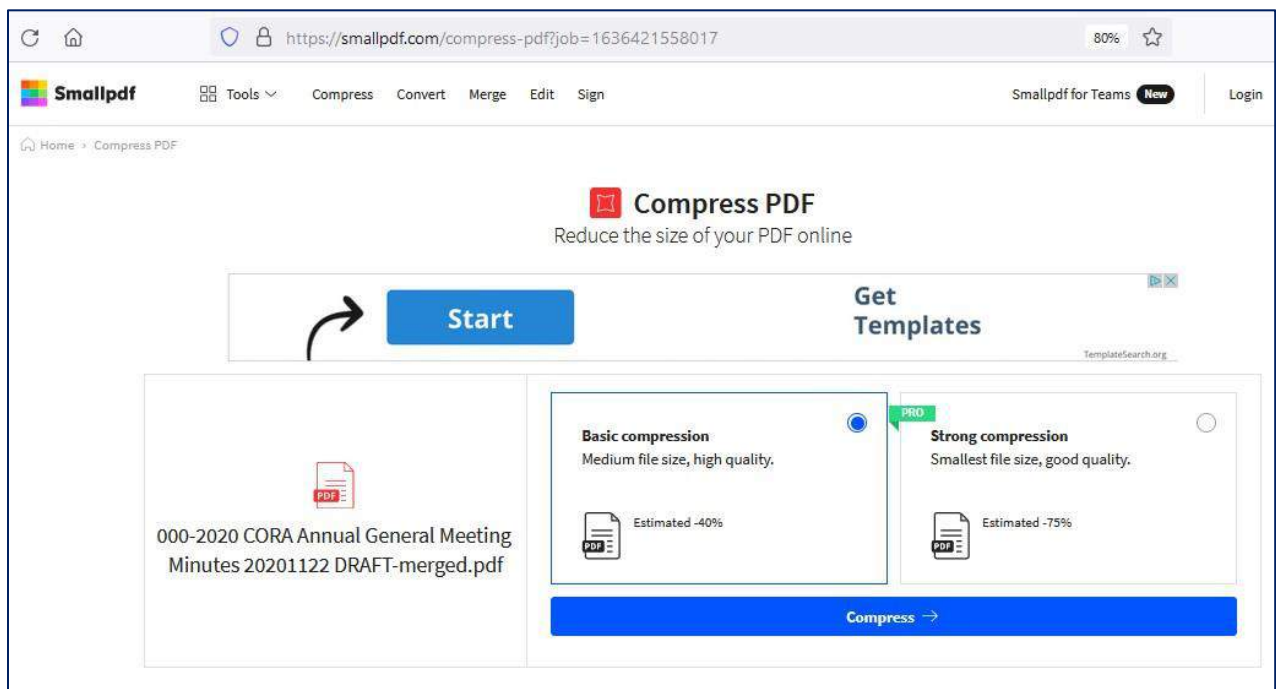 https://smallpdf.com/compress-pdf?job=1636421558017 80%
Smallpdf Tools Compress Convert Merge Edit Sign Smallpdf for Teams New Login
Home › Compress PDF
Compress PDF
Reduce the size of your PDF online
Start
Get
Templates
TemplateSearch.org
000-2020 CORA Annual General Meeting
Minutes 20201122 DRAFT-merged.pdf
PDF
Basic compression
Medium file size, high quality.
PDF
Estimated -40%
PRO
Strong compression
Smallest file size, good quality.
PDF
Estimated -75%
Compress →